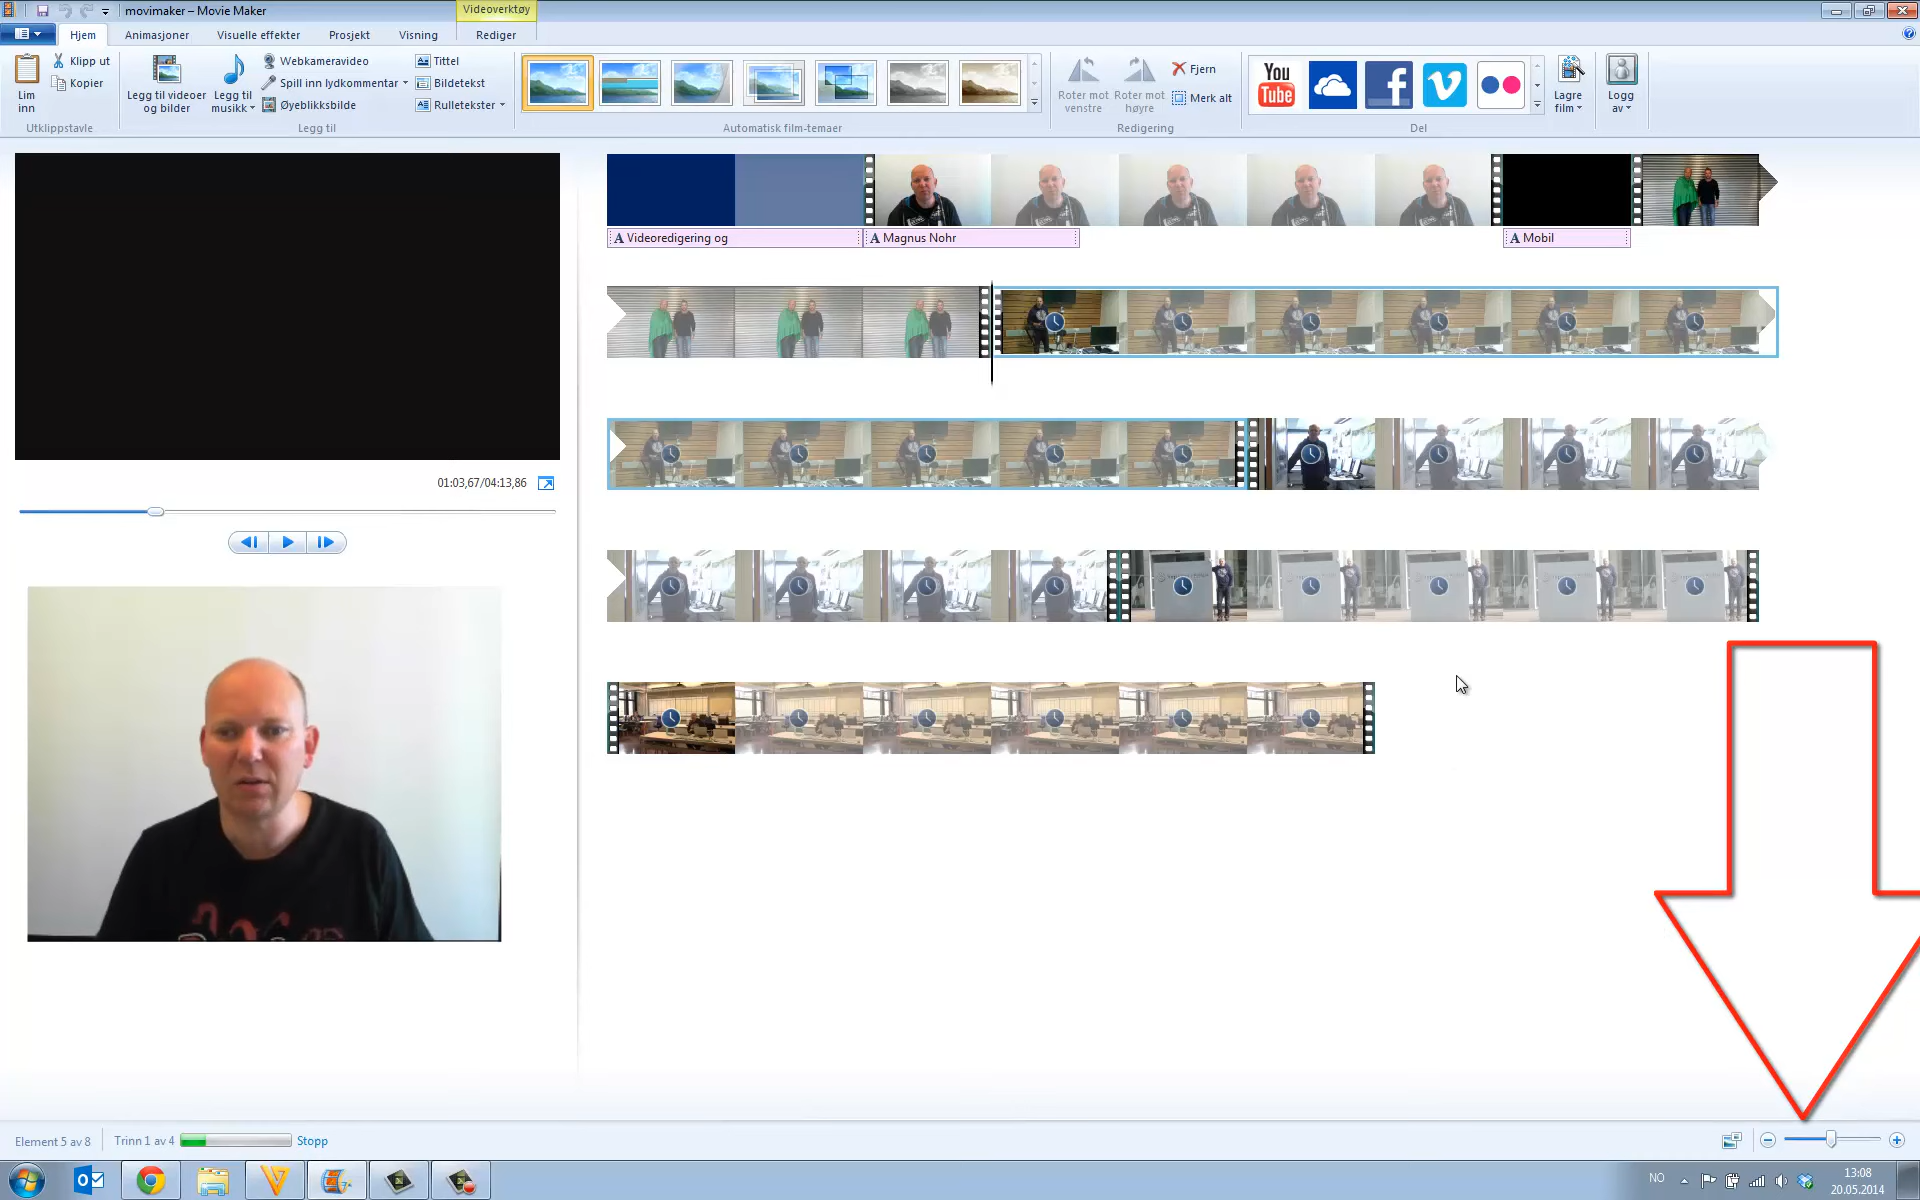 movimaker – Movie Maker
Videoverktøy
Hjem
Animasjoner
Visuelle effekter
Prosjekt
Visning
Rediger
Lim inn
Klipp ut
Kopier
Utklippstavle
Legg til videoer og bilder
Legg til musikk
Webkameravideo
Spill inn lydkommentar
Øyeblikksbilde
Tittel
Bildetekst
Rulletekster
Legg til
Automatisk film-temaer
Roter mot venstre
Roter mot høyre
Fjern
Merk alt
Redigering
You Tube
Del
Lagre film
Logg av
Videoredigering og
Magnus Nohr
Mobil
01:03,67/04:13,86
Element 5 av 8
Trinn 1 av 4
Stopp
NO
13:08
20.05.2014